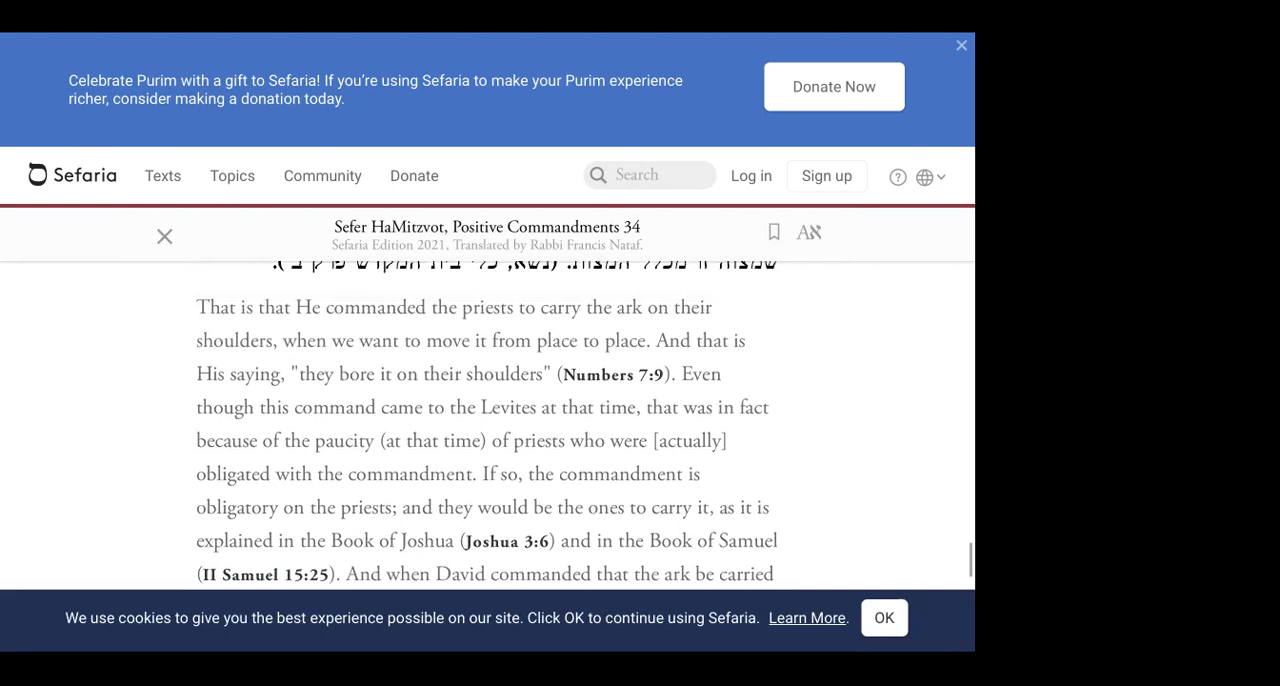 Celebrate Purim with a gift to Sefaria! If you're using Sefaria to make your Purim experience
richer, consider making a donation today.
Donate Now
Sefaria Texts Topics Community Donate Search Log in Sign up
Sefer HaMitzvot, Positive Commandments 34
Sefaria Edition 2021, Translated by Rabbi Francis Nataf.
That is that He commanded the priests to carry the ark on their
shoulders, when we want to move it from place to place. And that is
His saying, "they bore it on their shoulders" (Numbers 7:9). Even
though this command came to the Levites at that time, that was in fact
because of the paucity (at that time) of priests who were [actually]
obligated with the commandment. If so, the commandment is
obligatory on the priests; and they would be the ones to carry it, as it is
explained in the Book of Joshua (Joshua 3:6) and in the Book of Samuel
(II Samuel 15:25). And when David commanded that the ark be carried
We use cookies to give you the best experience possible on our site. Click OK to continue using Sefaria. Learn More. OK